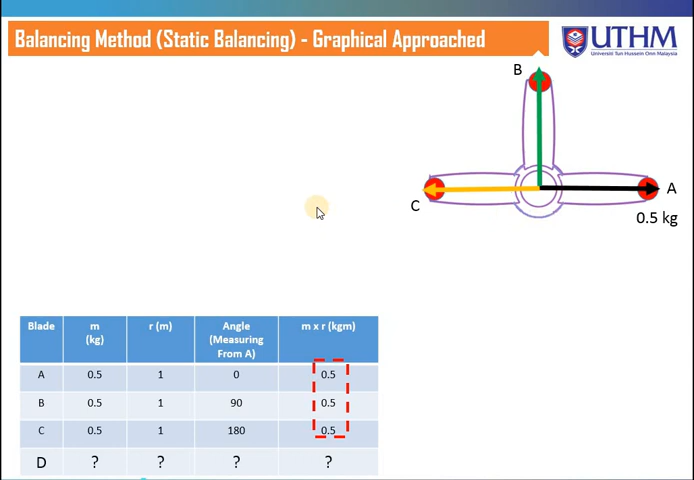 Balancing Method (Static Balancing) - Graphical Approached
UTHM
Universiti Tun Hussein Onn Malaysia
B
C
A
0.5 kg
Blade m (kg) r (m) Angle (Measuring From A) m x r (kgm)
A 0.5 1 0 0.5
B 0.5 1 90 0.5
C 0.5 1 180 0.5
D ? ? ? ?